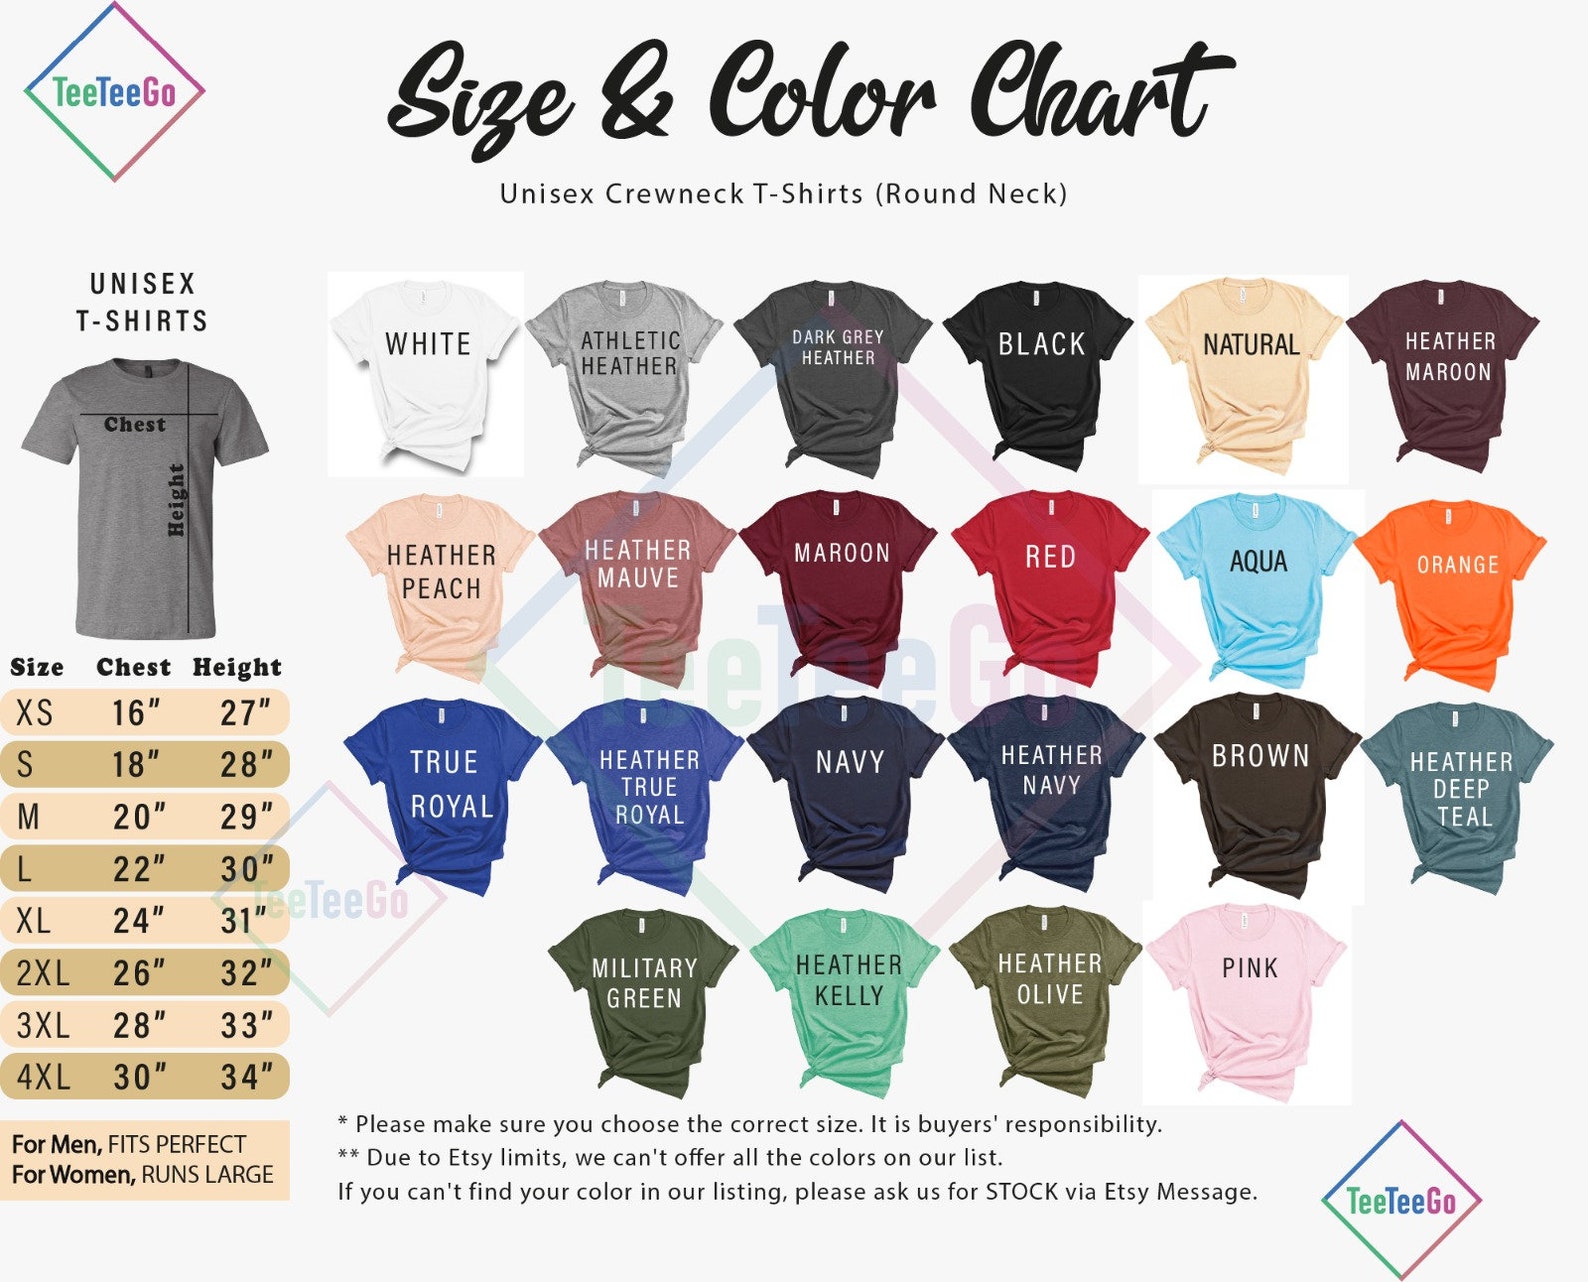 TeeTeeGo
Size & Color Chart
Unisex Crewneck T-Shirts (Round Neck)
UNISEX
T-SHIRTS
Chest
Height
Size Chest Height
XS 16” 27”
S 18” 28”
M 20” 29”
L 22” 30”
XL 24” 31”
2XL 26” 32”
3XL 28” 33”
4XL 30” 34”
For Men, FITS PERFECT
For Women, RUNS LARGE
WHITE
ATHLETIC
HEATHER
DARK GREY
HEATHER
BLACK
NATURAL
HEATHER
MAROON
HEATHER
PEACH
HEATHER
MAUVE
MAROON
RED
AQUA
ORANGE
TRUE
ROYAL
HEATHER
TRUE
ROYAL
NAVY
HEATHER
NAVY
BROWN
HEATHER
DEEP
TEAL
MILITARY
GREEN
HEATHER
KELLY
HEATHER
OLIVE
PINK
TeeTeeGo
TeeTeeGo
* Please make sure you choose the correct size. It is buyers' responsibility.
** Due to Etsy limits, we can't offer all the colors on our list.
If you can't find your color in our listing, please ask us for STOCK via Etsy Message.
TeeTeeGo